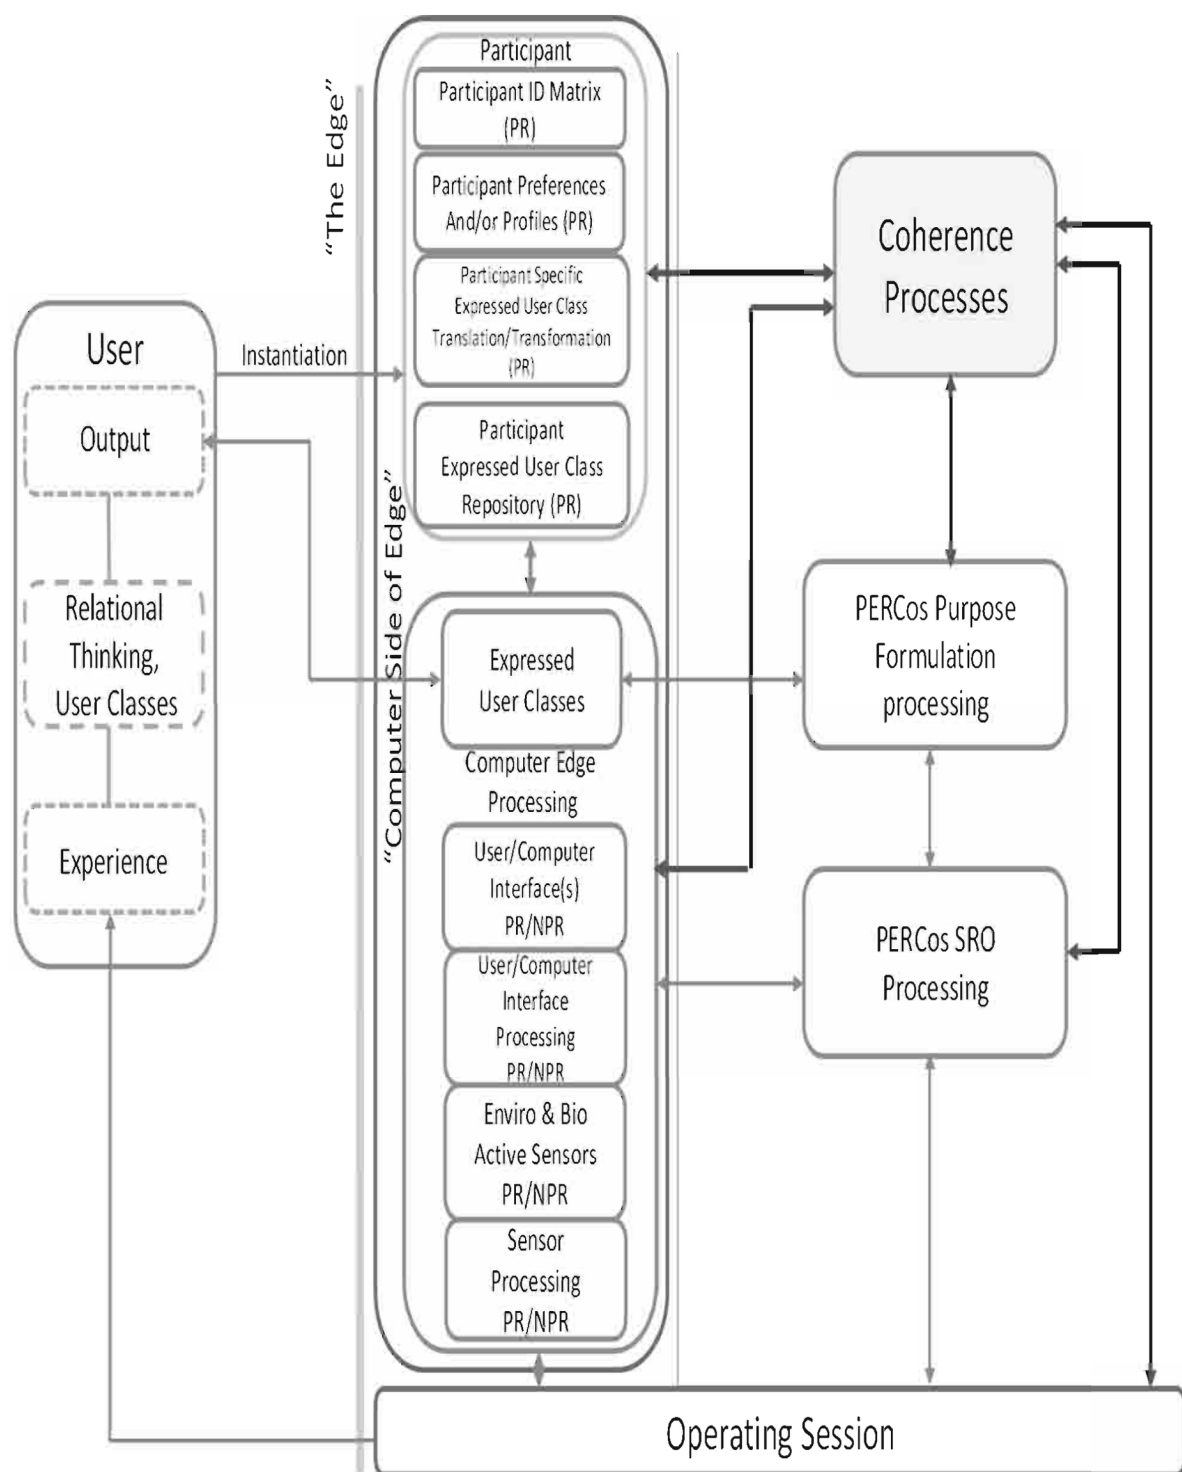 “The Edge”
“Computer Side of Edge”
User
Output
Relational
Thinking,
User Classes
Experience
Instantiation
Participant
Participant ID Matrix
(PR)
Participant Preferences
And/or Profiles (PR)
Participant Specific
Expressed User Class
Translation/Transformation
(PR)
Participant
Expressed User Class
Repository (PR)
Expressed
User Classes
Computer Edge
Processing
User/Computer
Interface(s)
PR/NPR
User/Computer
Interface
Processing
PR/NPR
Enviro & Bio
Active Sensors
PR/NPR
Sensor
Processing
PR/NPR
Coherence
Processes
PERCos Purpose
Formulation
processing
PERCos SRO
Processing
Operating Session